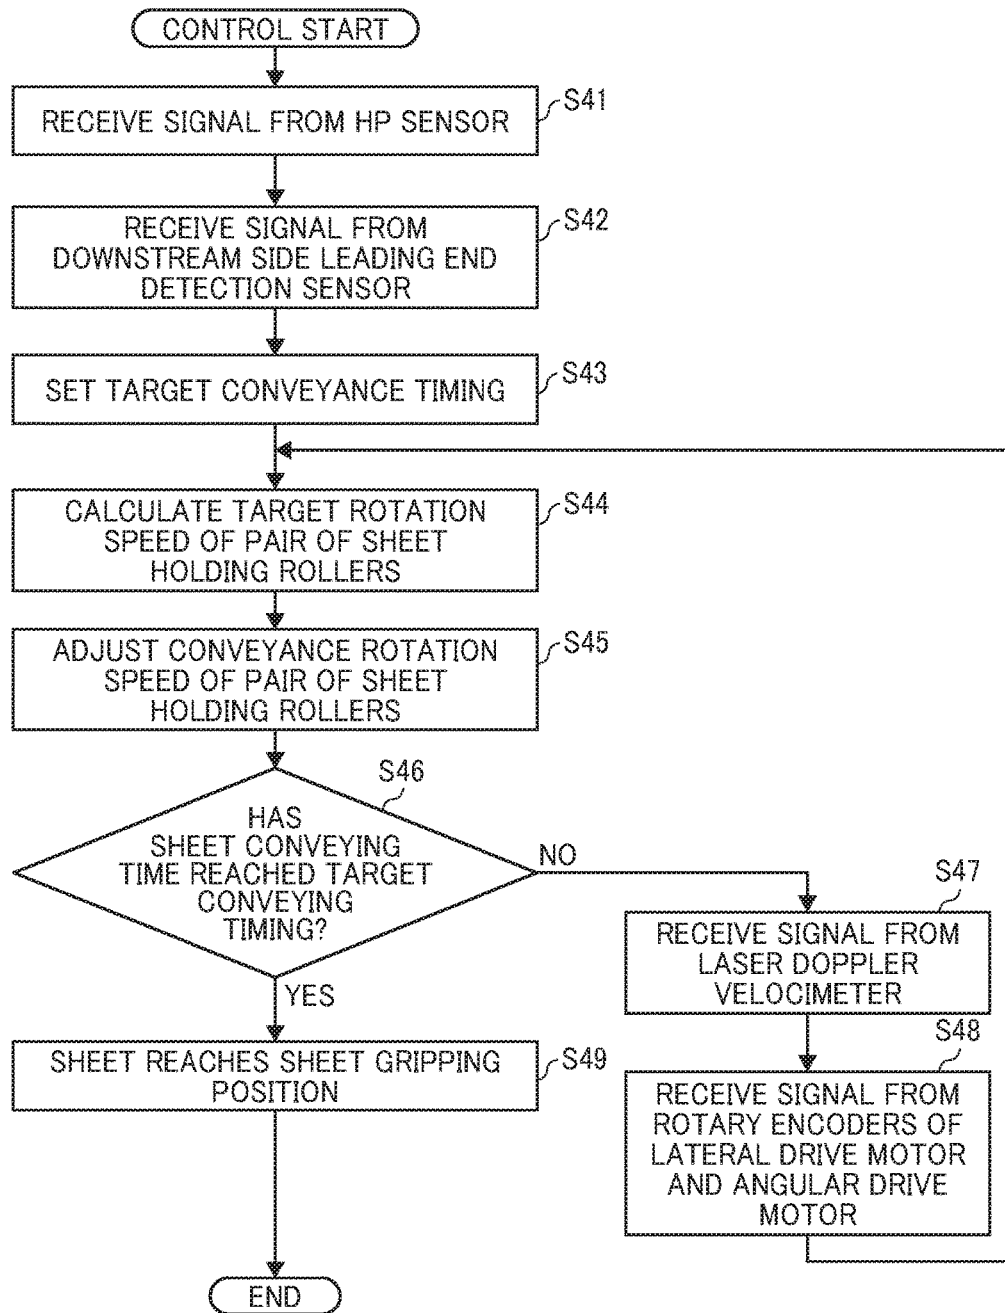 CONTROL START
RECEIVE SIGNAL FROM HP SENSOR
S41
RECEIVE SIGNAL FROM
DOWNSTREAM SIDE LEADING END
DETECTION SENSOR
S42
SET TARGET CONVEYANCE TIMING
S43
CALCULATE TARGET ROTATION
SPEED OF PAIR OF SHEET
HOLDING ROLLERS
S44
ADJUST CONVEYANCE ROTATION
SPEED OF PAIR OF SHEET
HOLDING ROLLERS
S45
S46
HAS
SHEET CONVEYING
TIME REACHED TARGET
CONVEYING
TIMING?
NO
YES
S47
RECEIVE SIGNAL FROM
LASER DOPPLER
VELOCIMETER
S48
RECEIVE SIGNAL FROM
ROTARY ENCODERS OF
LATERAL DRIVE MOTOR
AND ANGULAR DRIVE
MOTOR
SHEET REACHES SHEET GRIPPING
POSITION
S49
END